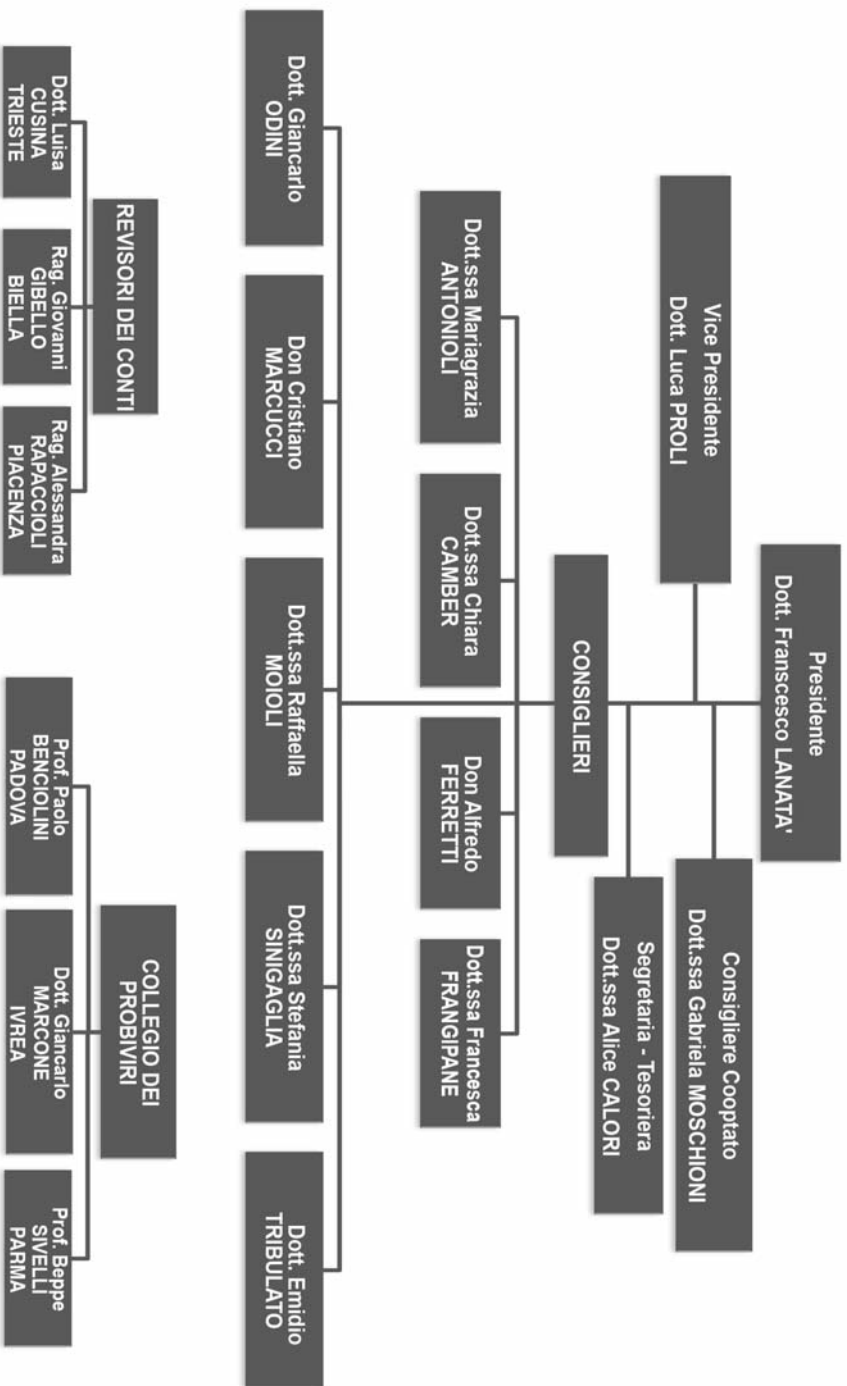 Presidente
Dott. Franscesco LANATA'
Vice Presidente
Dott. Luca PROLI
Consigliere Cooptato
Dott.ssa Gabriela MOSCHIONI
Segretaria - Tesoriera
Dott.ssa Alice CALORI
CONSIGLIERI
Dott.ssa Mariagrazia
ANTONIOLI
Dott.ssa Chiara
CAMBER
Don Alfredo
FERRETTI
Dott.ssa Francesca
FRANGIPANE
Dott. Giancarlo
ODINI
Don Cristiano
MARCUCCI
Dott.ssa Raffaella
MOIOLI
Dott.ssa Stefania
SINIGAGLIA
Dott. Emidio
TRIBULATO
REVISORI DEI CONTI
Dott. Luisa
CUSINA
TRIESTE
Rag. Giovanni
GIBELLO
BIELLA
Rag. Alessandra
RAPACCIOLI
PIACENZA
COLLEGIO DEI
PROBIVIRI
Prof. Paolo
BENCIOLINI
PADOVA
Dott. Giancarlo
MARCONE
IVREA
Prof. Beppe
SIVELLI
PARMA